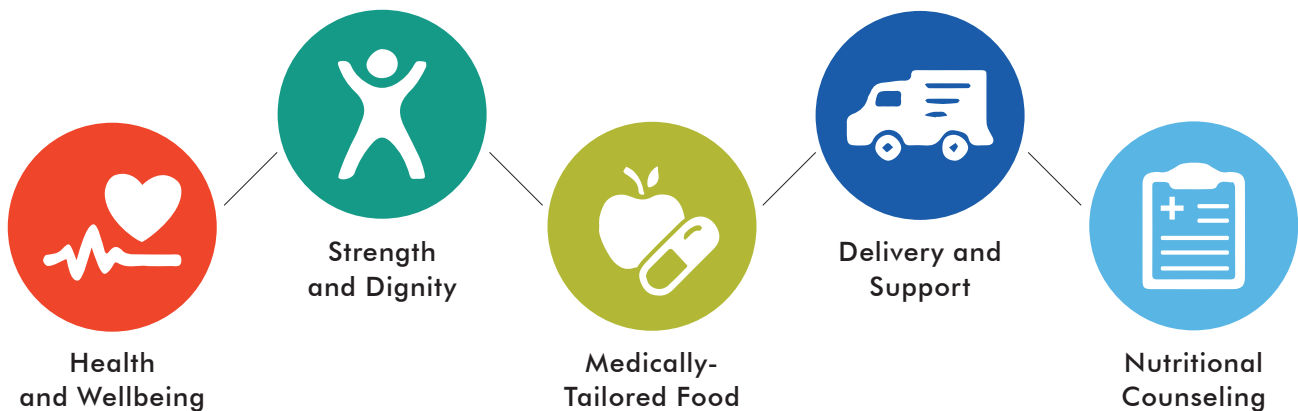 Health
and Wellbeing
Strength
and Dignity
Medically-
Tailored Food
Delivery and
Support
Nutritional
Counseling